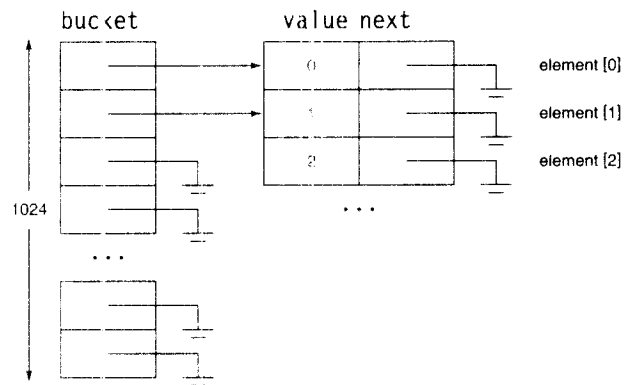 bucket
value next
0
element [0]
1
element [1]
2
element [2]
1024
...
...